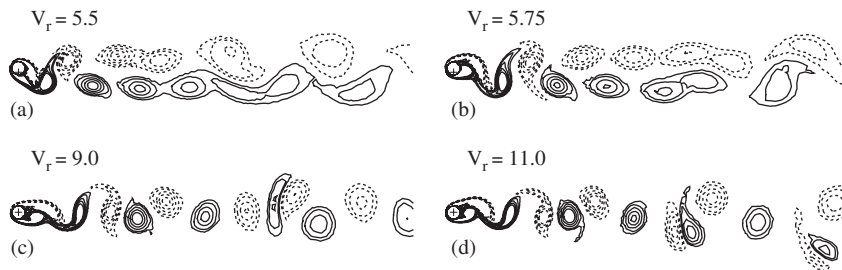 V_r = 5.5
V_r = 5.75
(a)
(b)
V_r = 9.0
V_r = 11.0
(c)
(d)